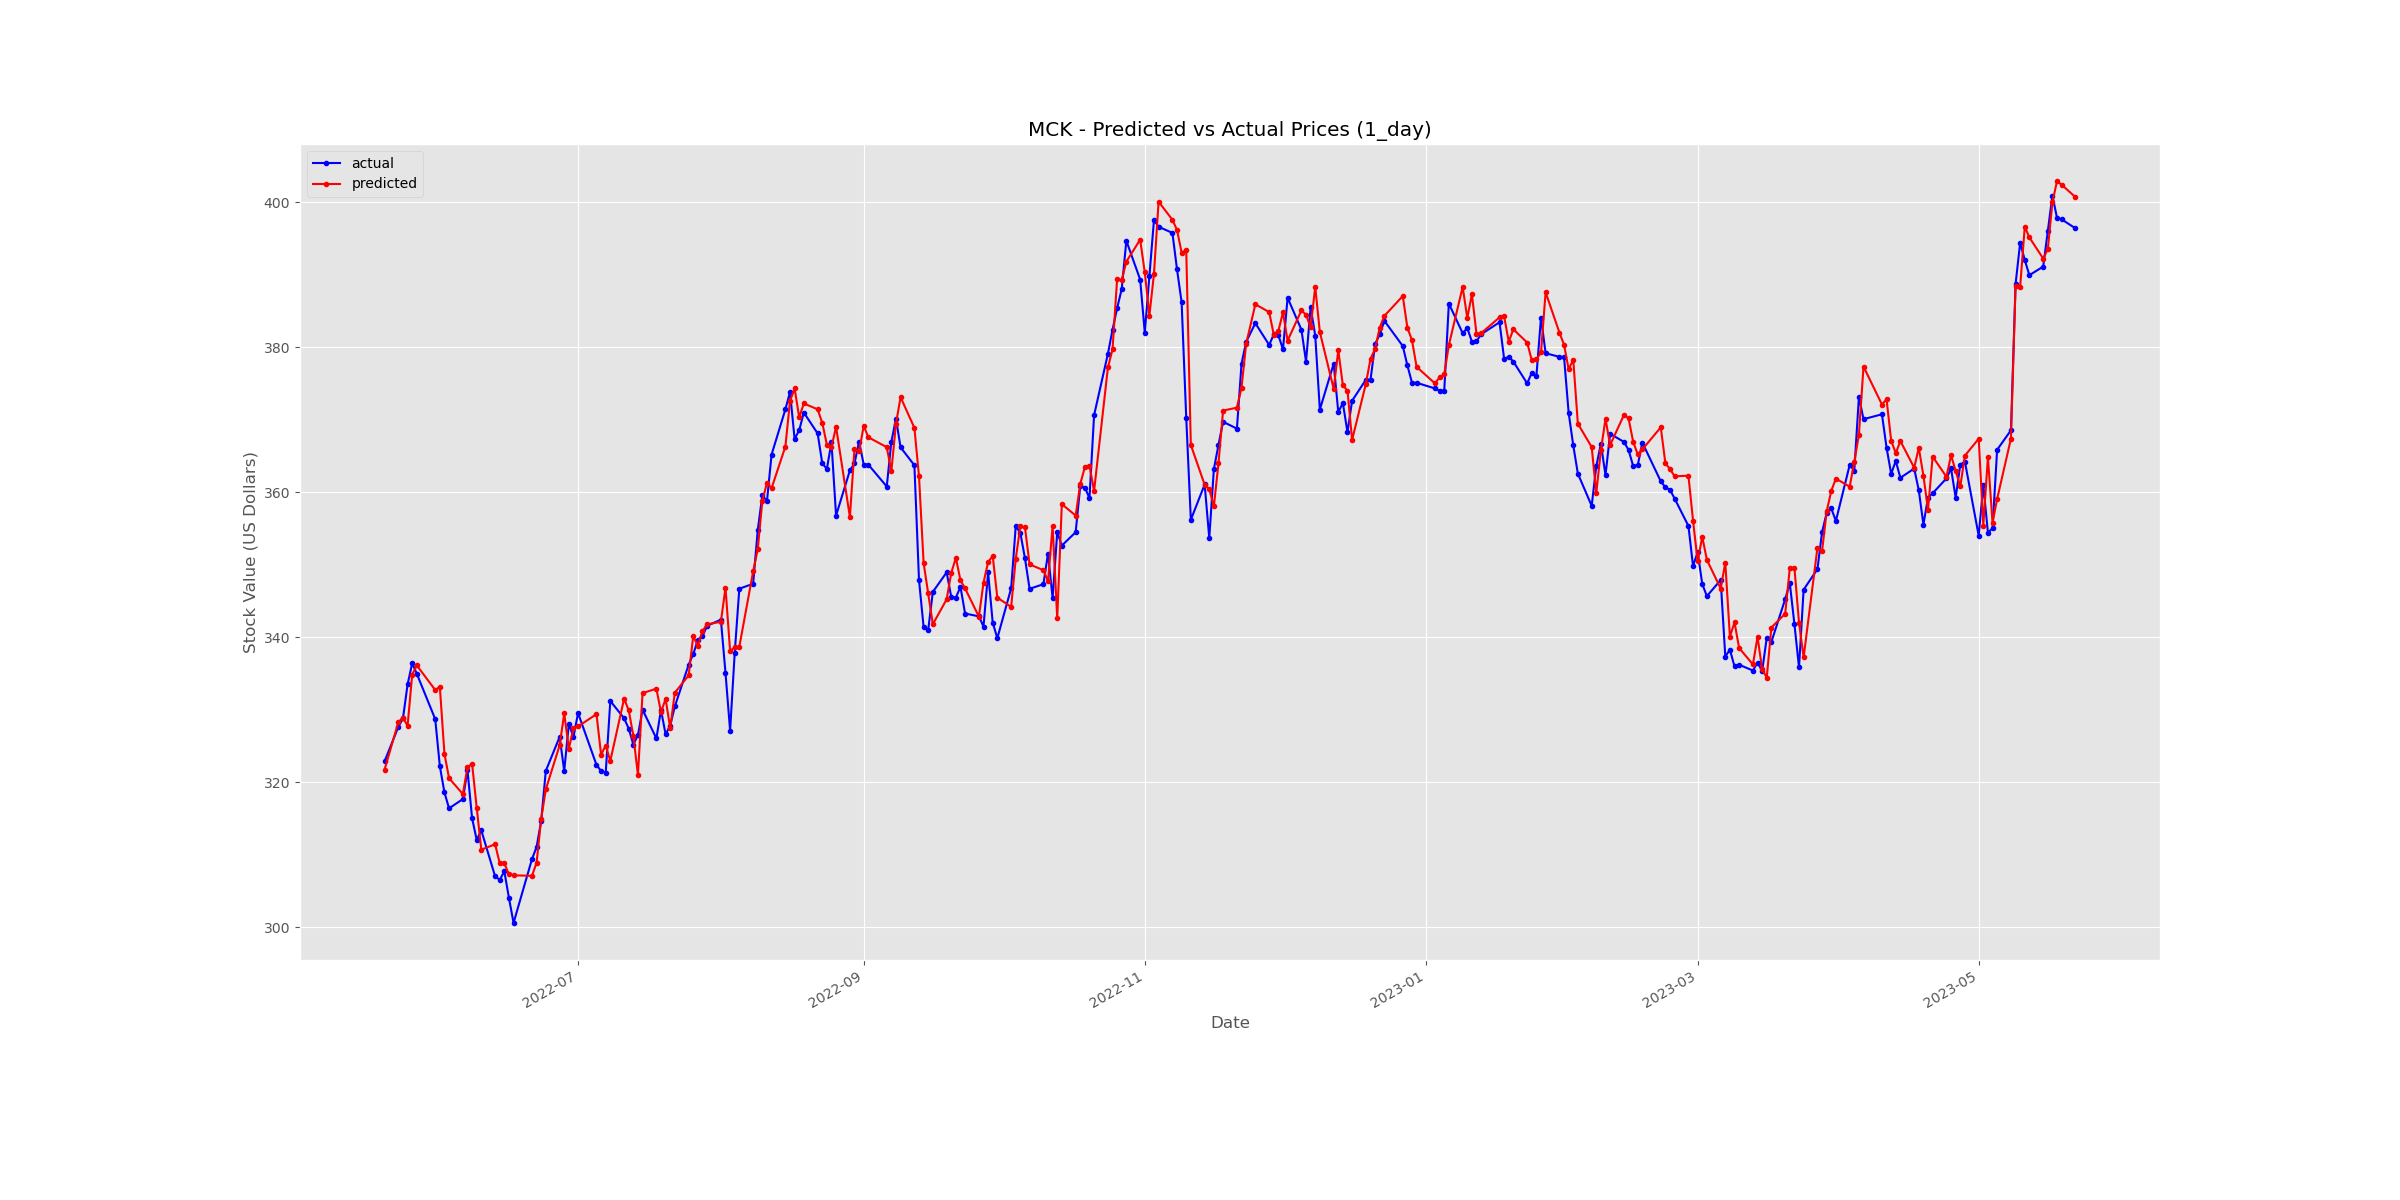 MCK - Predicted vs Actual Prices (1_day)
actual
predicted
Stock Value (US Dollars)
400
380
360
340
320
300
2022-07
2022-09
2022-11
2023-01
2023-03
2023-05
Date